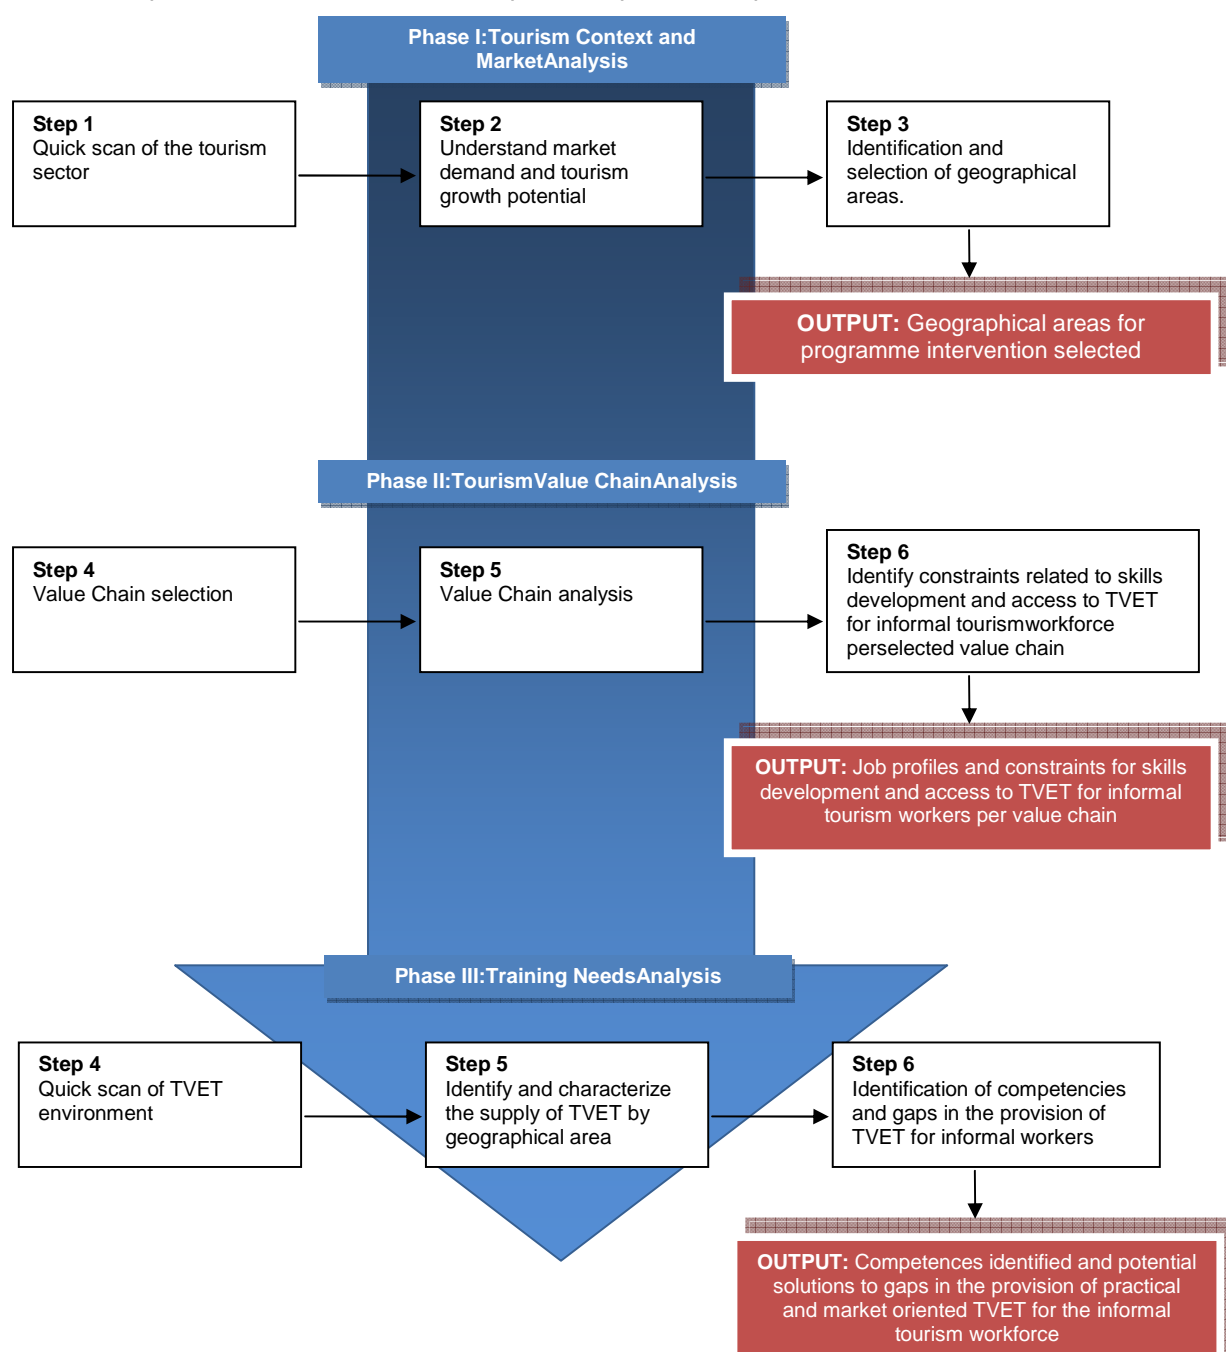 Phase I:Tourism Context and
MarketAnalysis
Step 1
Quick scan of the tourism
sector
Step 2
Understand market
demand and tourism
growth potential
Step 3
Identification and
selection of geographical
areas.
OUTPUT: Geographical areas for
programme intervention selected
Phase II:TourismValue ChainAnalysis
Step 4
Value Chain selection
Step 5
Value Chain analysis
Step 6
Identify constraints related to skills
development and access to TVET
for informal tourismworkforce
perselected value chain
OUTPUT: Job profiles and constraints for skills
development and access to TVET for informal
tourism workers per value chain
Phase III:Training NeedsAnalysis
Step 4
Quick scan of TVET
environment
Step 5
Identify and characterize
the supply of TVET by
geographical area
Step 6
Identification of competencies
and gaps in the provision of
TVET for informal workers
OUTPUT: Competences identified and potential
solutions to gaps in the provision of practical
and market oriented TVET for the informal
tourism workforce